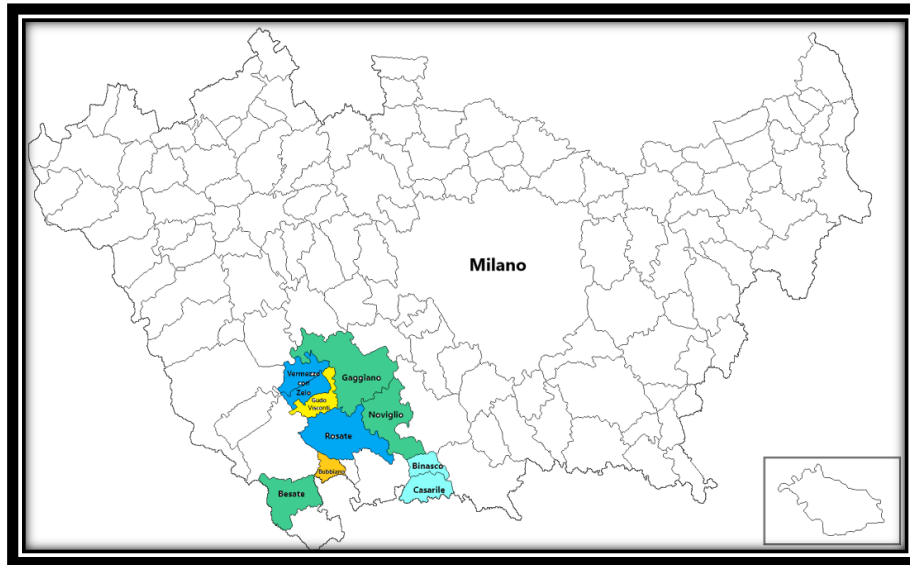 Milano
Vermezzo
con
Zelo
Gaggiano
Gudo
Visconti
Noviglio
Rosate
Binasco
Bubbiano
Casarile
Besate